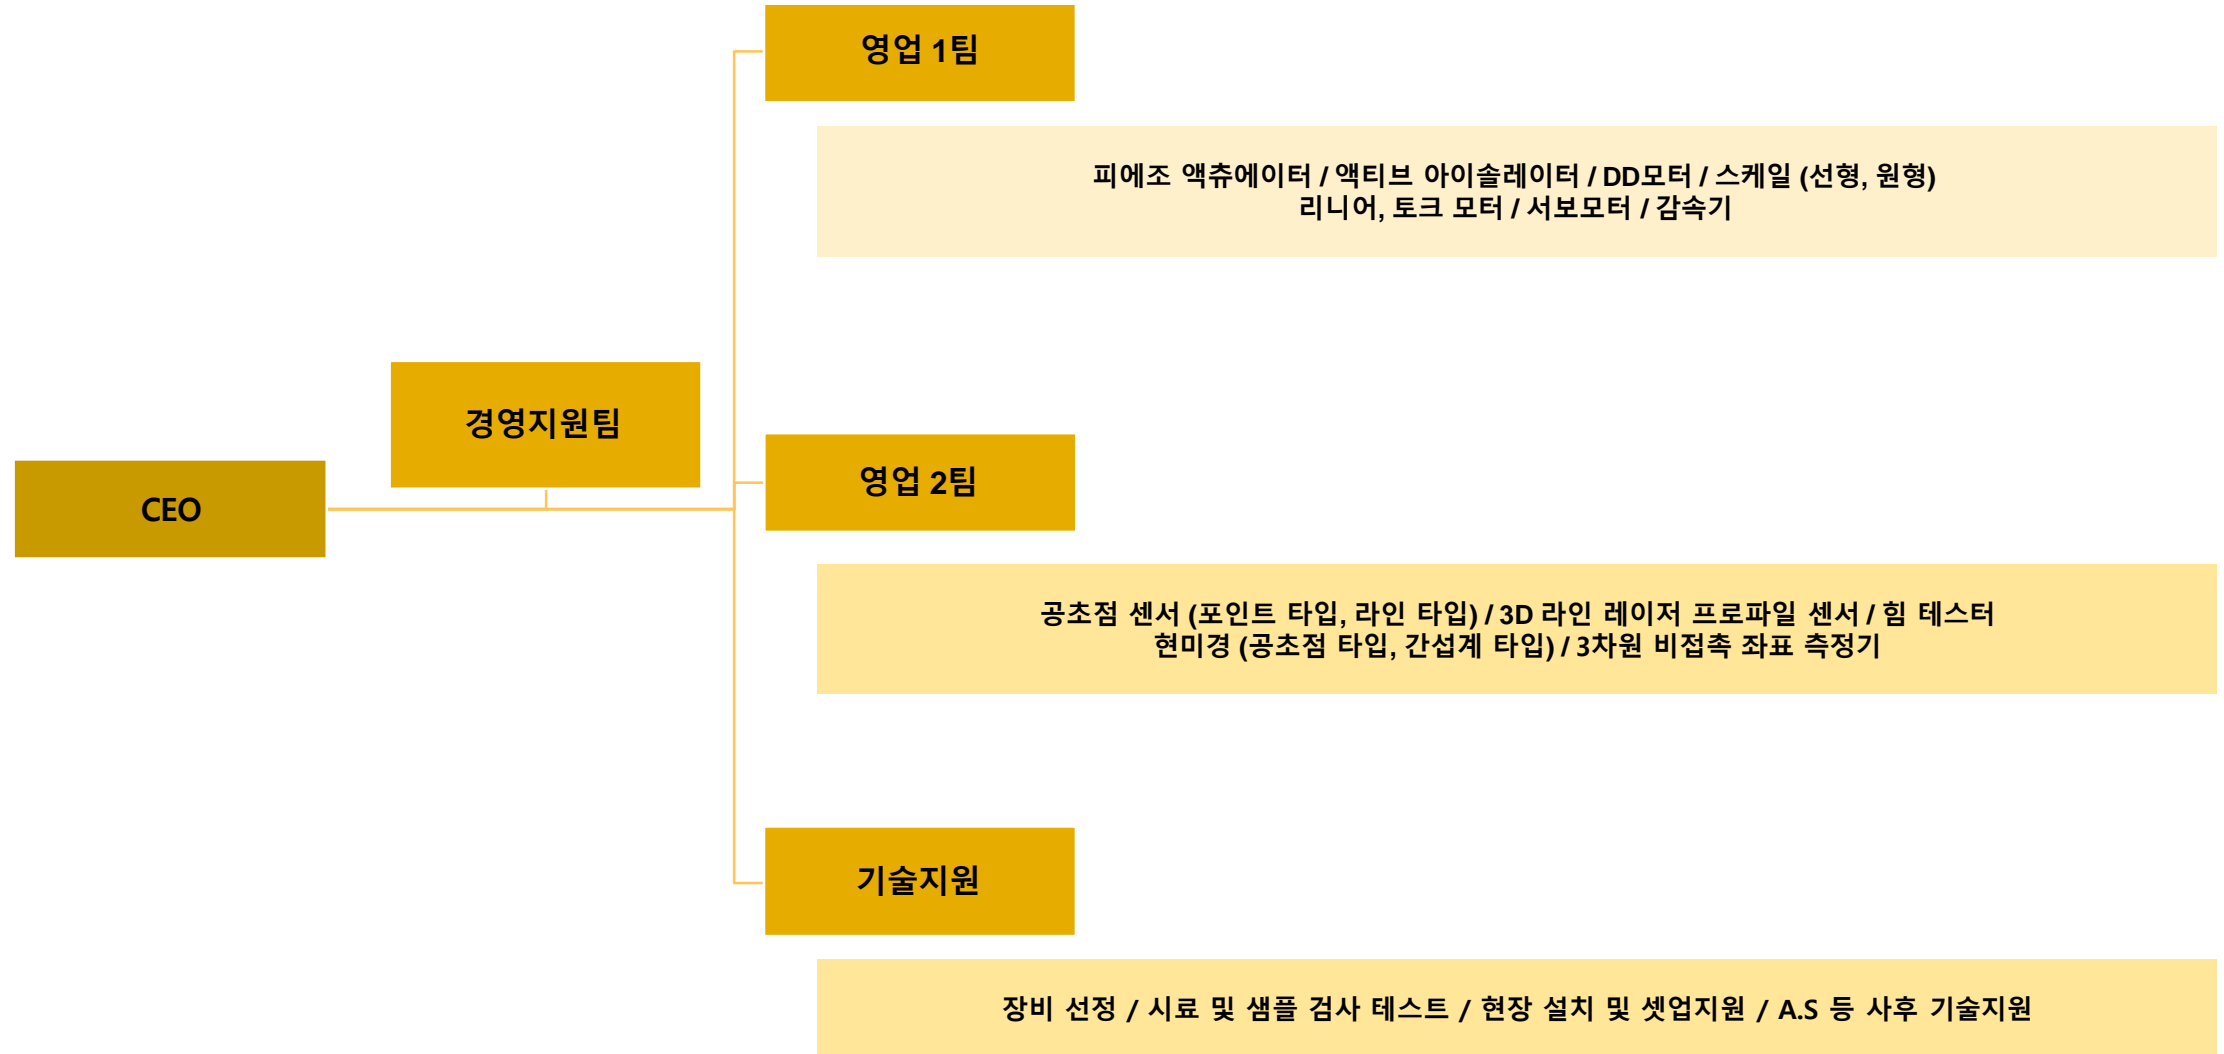 영업 1팀
피에조 액츄에이터 / 액티브 아이솔레이터 / DD모터 / 스케일 (선형, 원형)
리니어, 토크 모터 / 서보모터 / 감속기
경영지원팀
CEO
영업 2팀
공초점 센서 (포인트 타입, 라인 타입) / 3D 라인 레이저 프로파일 센서 / 힘 테스터
현미경 (공초점 타입, 간섭계 타입) / 3차원 비접촉 좌표 측정기
기술지원
장비 선정 / 시료 및 샘플 검사 테스트 / 현장 설치 및 셋업지원 / A.S 등 사후 기술지원